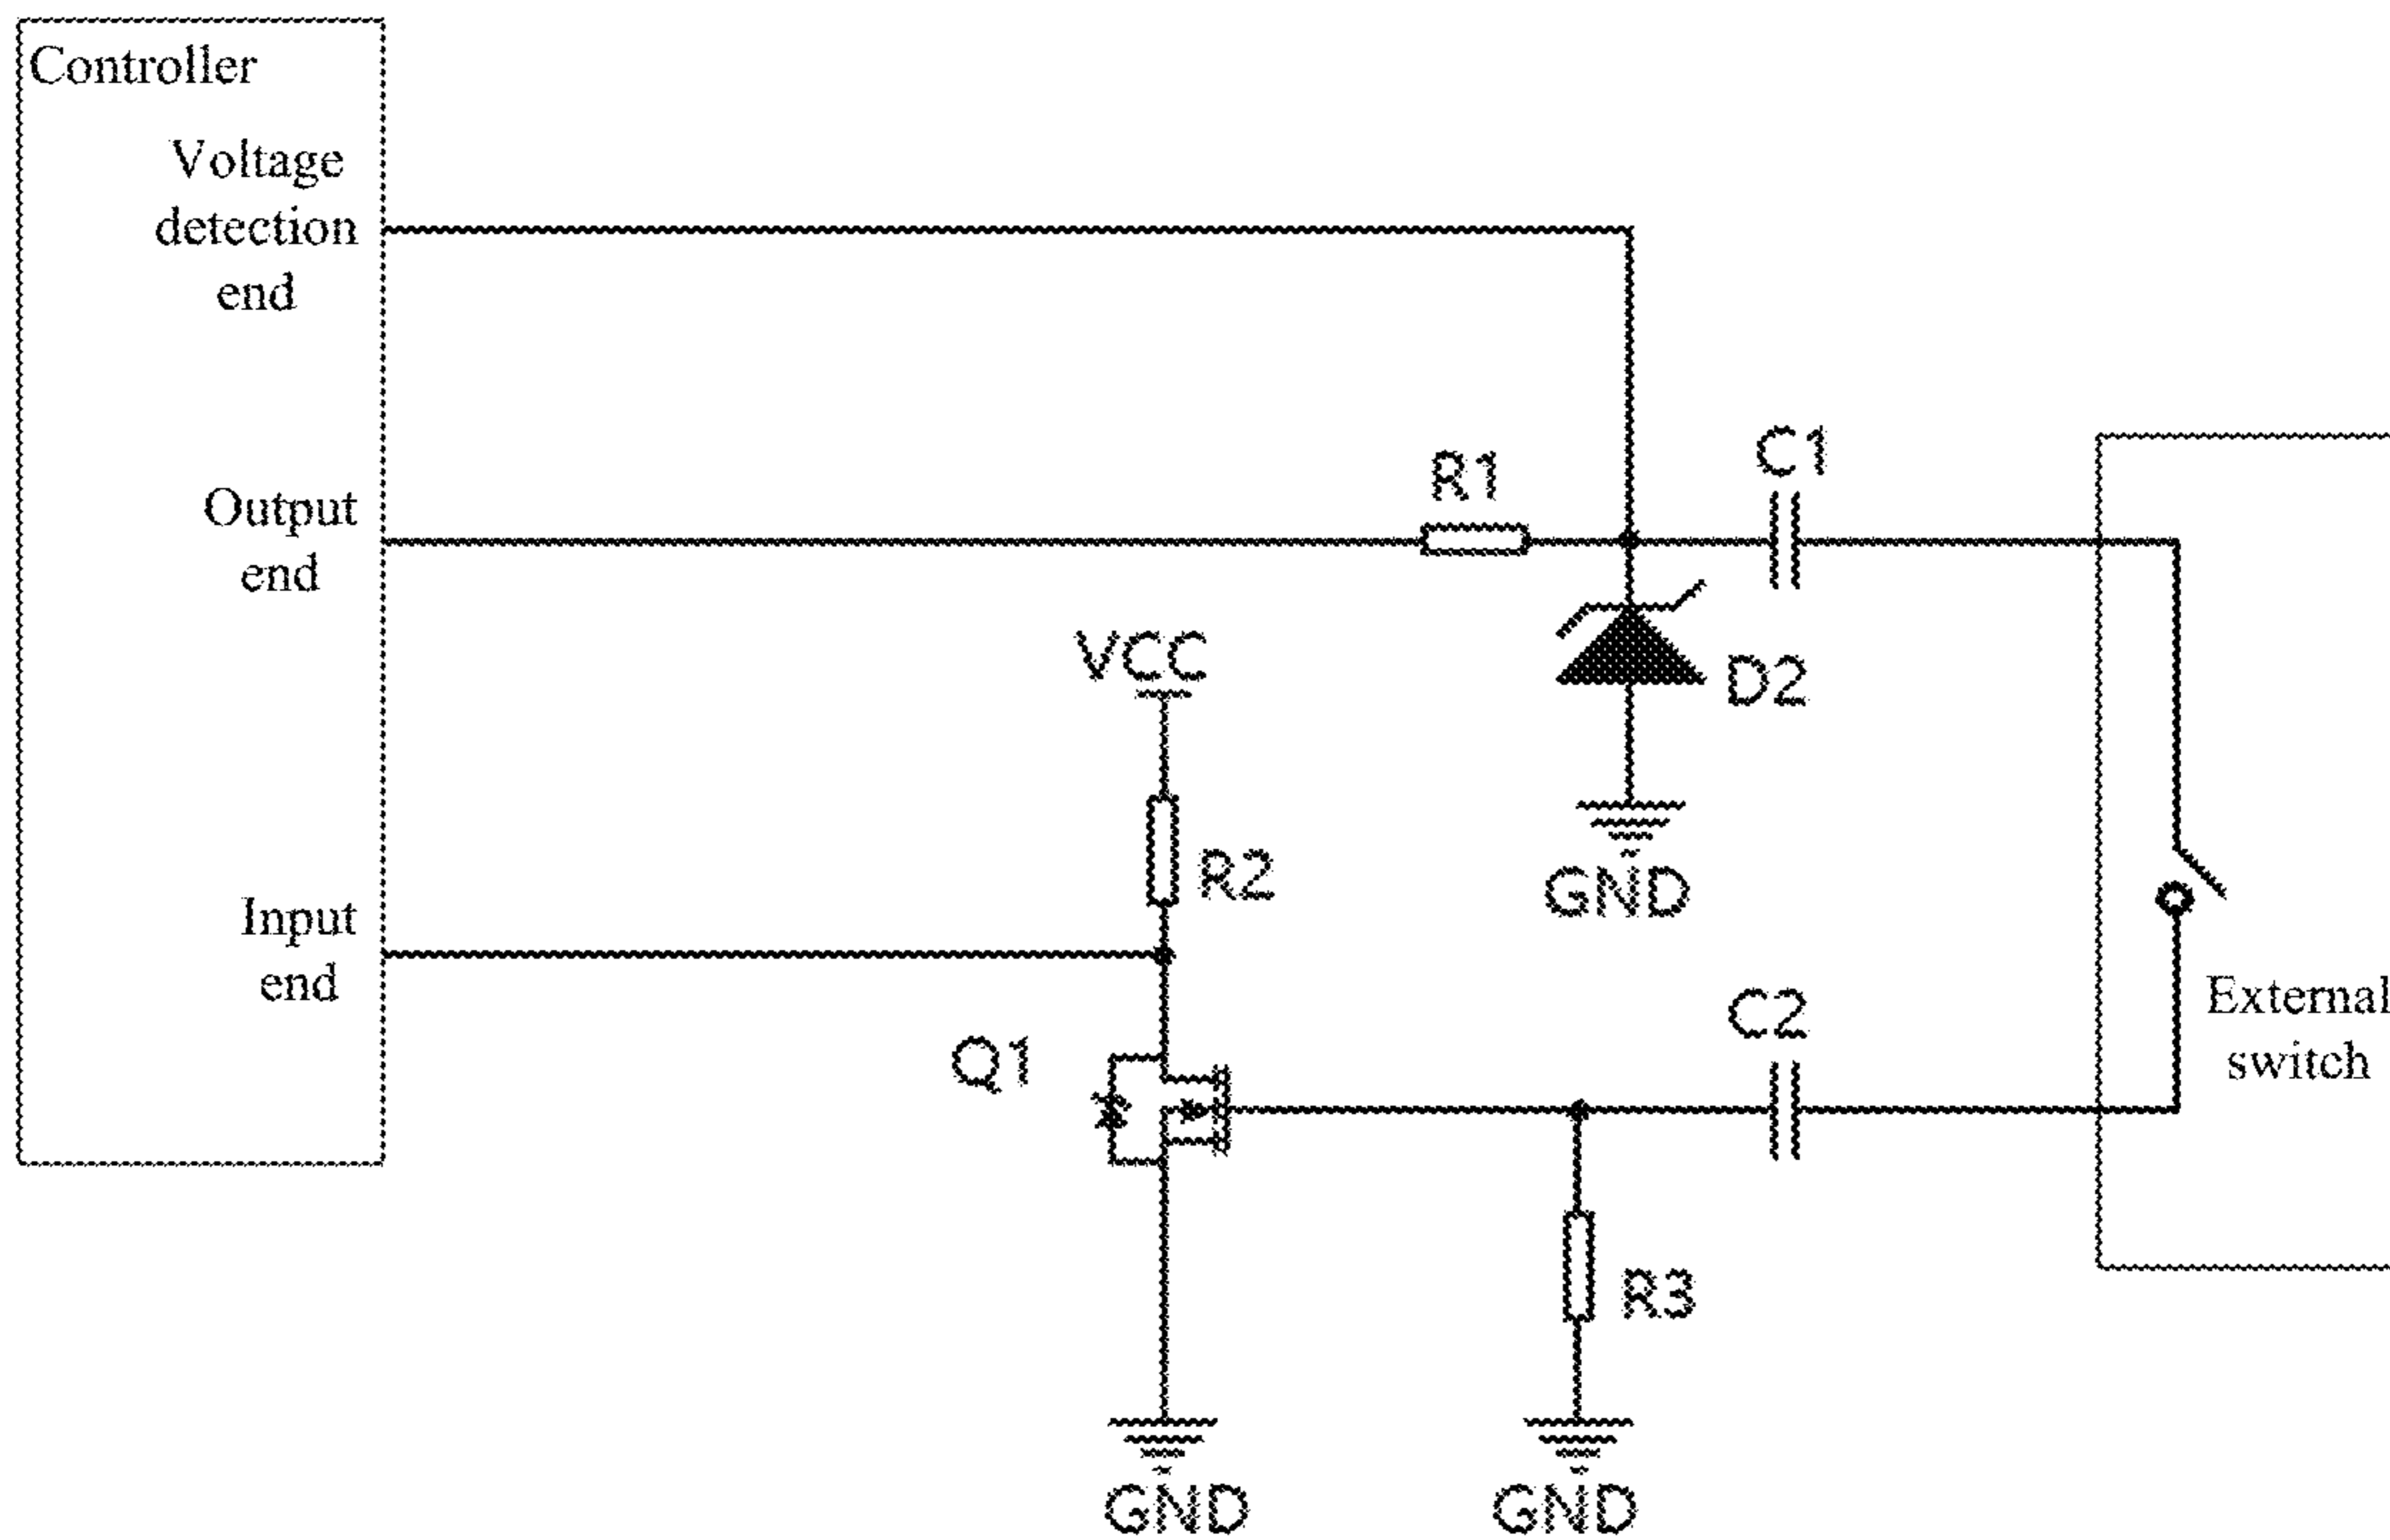 Controller
Voltage
detection
end
Output
end
Input
end
R1
C1
VCC
D2
R2
GND
Q1
C2
External
switch
R3
GND
GND